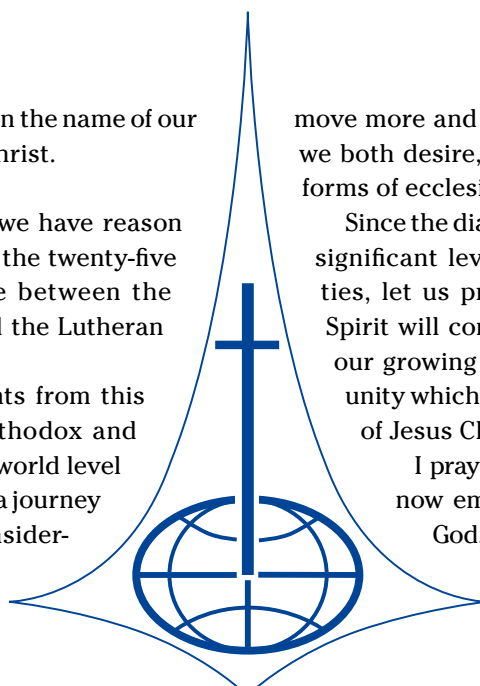 n the name of our
hrist.
we have reason
the twenty-five
e between the
the Lutheran
ts from this
thodox and
world level
a journey
sider-
move more and
we both desire,
forms of ecclesi
Since the dia
significant lev
ties, let us pr
Spirit will con
our growing
unity which
of Jesus Cl
I pray
now em
God